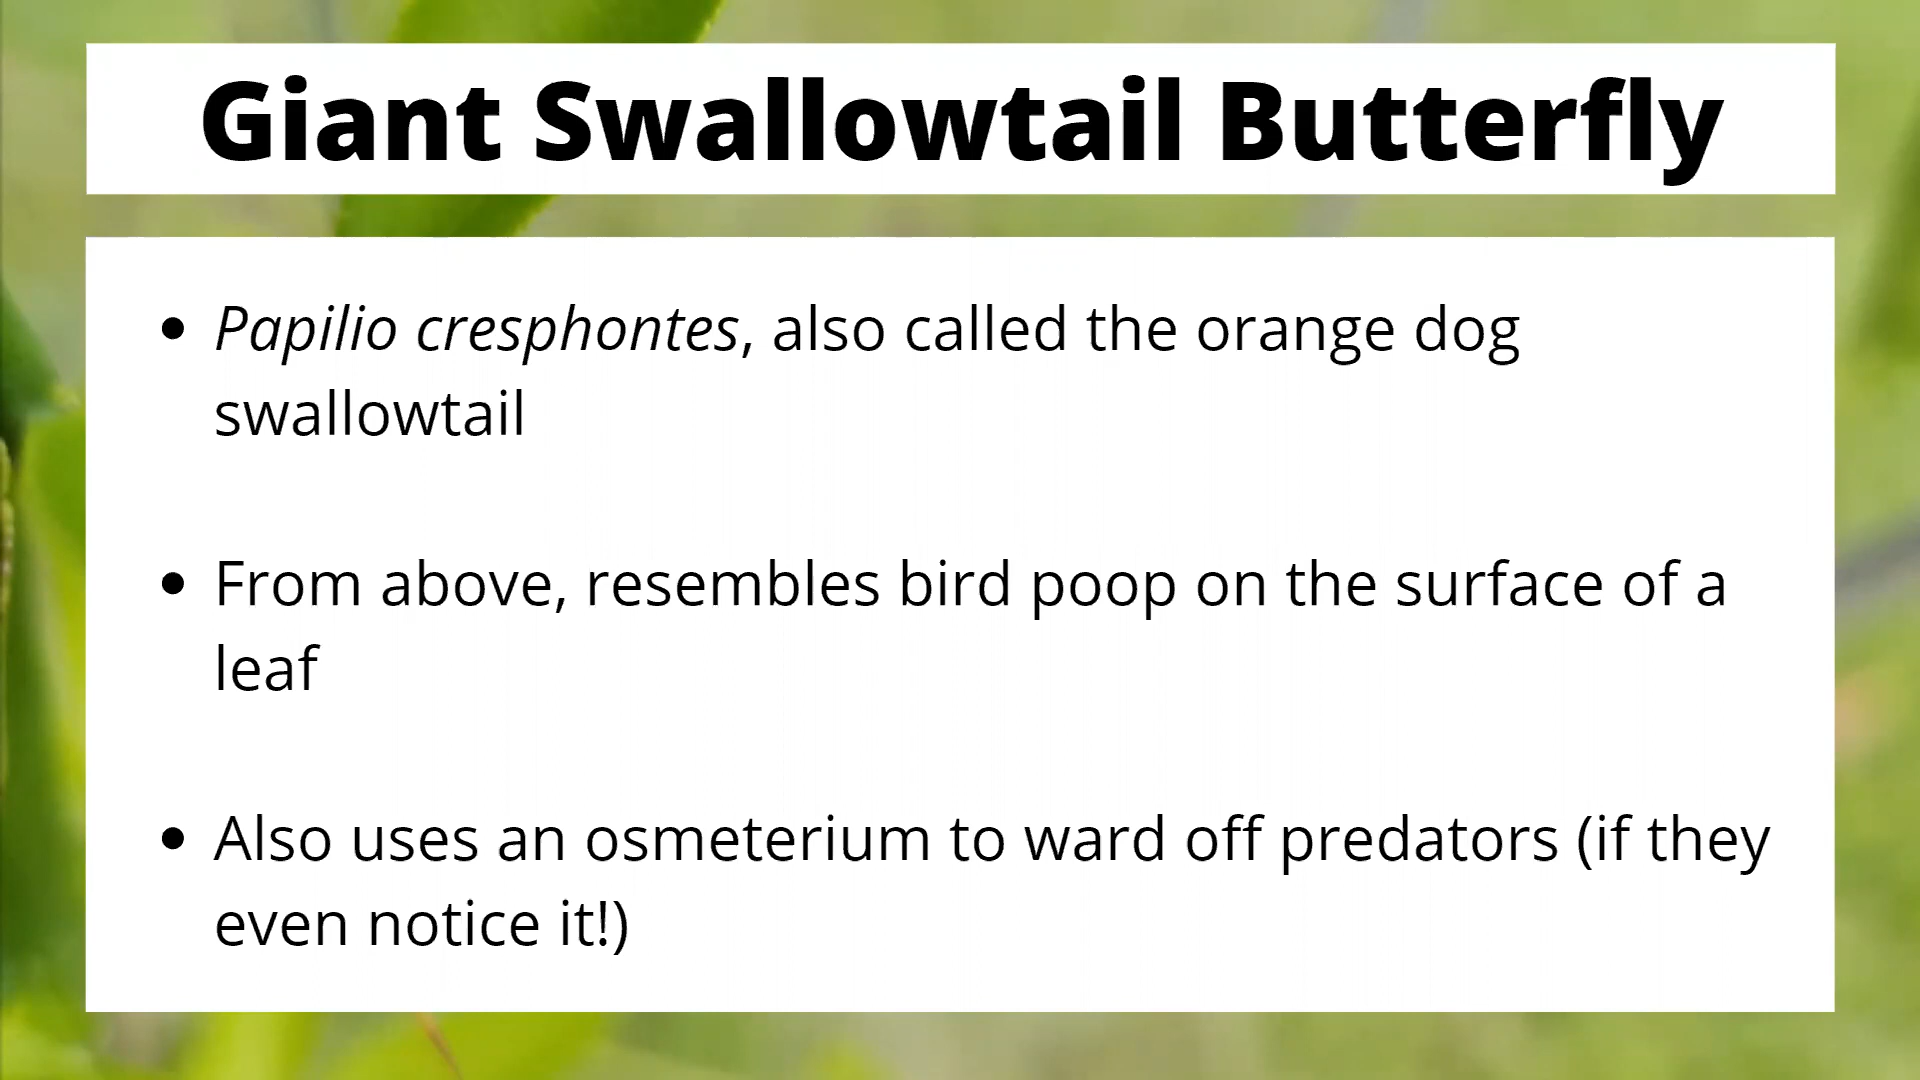 Giant Swallowtail Butterfly
• Papilio cresphontes, also called the orange dog
swallowtail
• From above, resembles bird poop on the surface of a
leaf
• Also uses an osmeterium to ward off predators (if they
even notice it!)